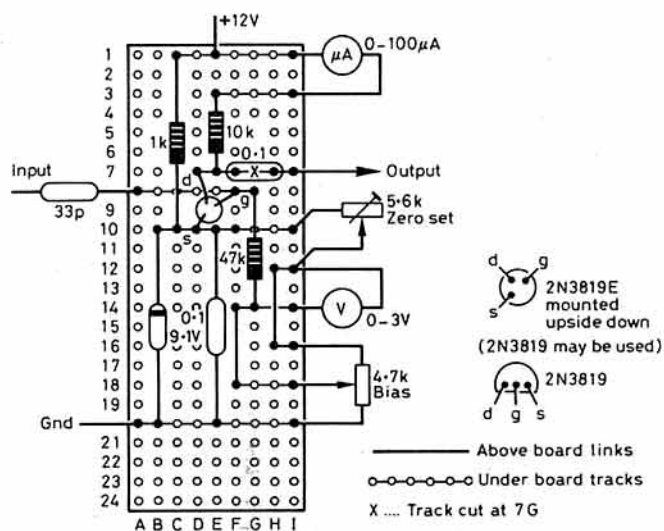 +12V
1
2
3
4
5
6
7
9
10
11
12
13
14
15
16
17
18
19
21
22
23
24
A B C D E F G H I
μA
0-100μA
1k
10k
0·1
X
Output
d
g
s
Input
33p
47k
5·6k
Zero set
V
0-3V
9·1V
0·1
4·7k
Bias
Gnd
d g
s
2N3819E
mounted
upside down
(2N3819 may be used)
2N3819
d g s
Above board links
Under board tracks
X .... Track cut at 7G